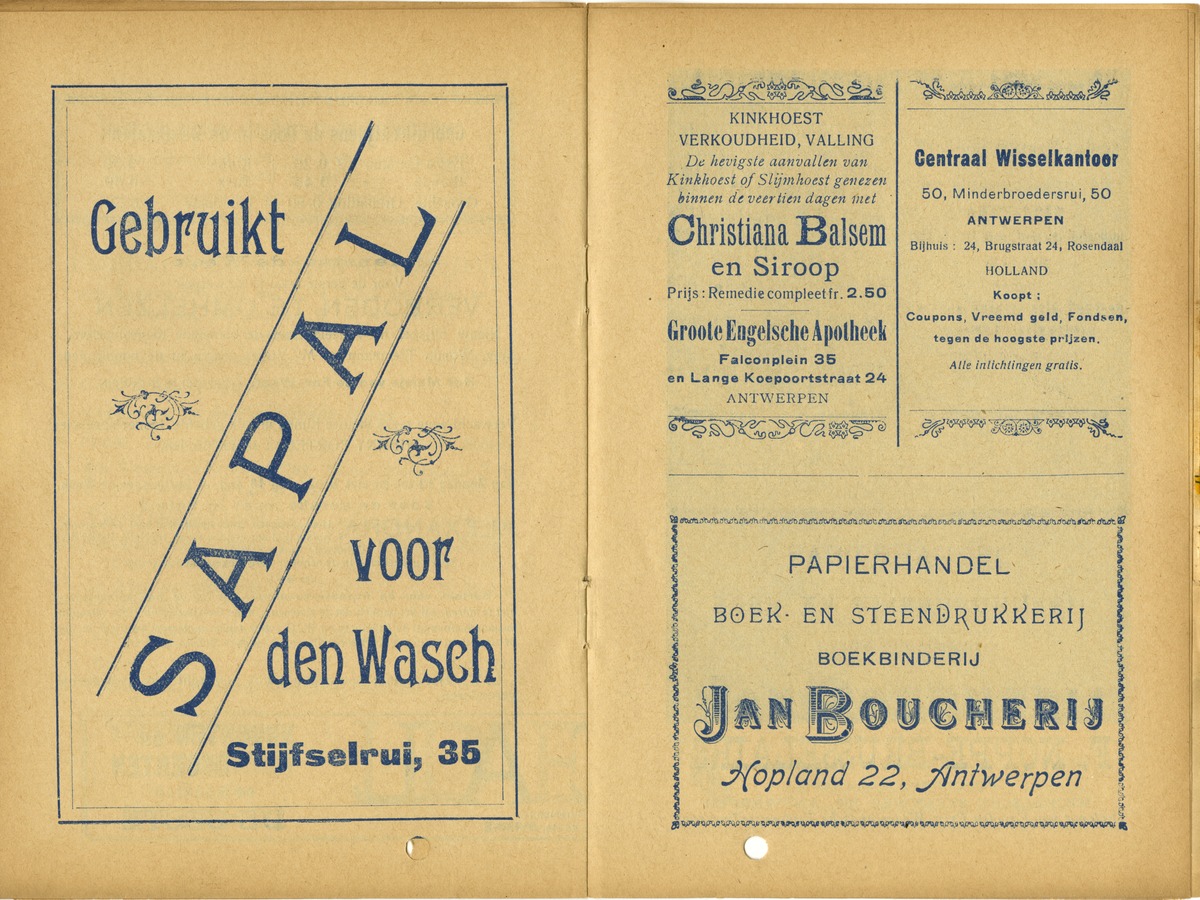 Gebruikt
SAPAL
voor
den Wasch
Stijfselrui, 35
KINKHOEST
VERKOUDHEID, VALLING
De hevigste aanvallen van
Kinkhoest of Slijmhoest genezen
binnen de veertien dagen met
Christiana Balsem
en Siroop
Prijs : Remedie compleet fr. 2.50
Groote Engelsche Apotheek
Falconplein 35
en Lange Koepoortstraat 24
ANTWERPEN
Centraal Wisselkantoor
50, Minderbroedersrui, 50
ANTWERPEN
Bijhuis : 24, Brugstraat 24, Rosendaal
HOLLAND
Koopt :
Coupons, Vreemd geld, Fondsen,
tegen de hoogste prijzen.
Alle inlichtingen gratis.
PAPIERHANDEL
BOEK- EN STEENDRUKKERIJ
BOEKBINDERIJ
JAN BOUCHERIJ
Hopland 22, Antwerpen